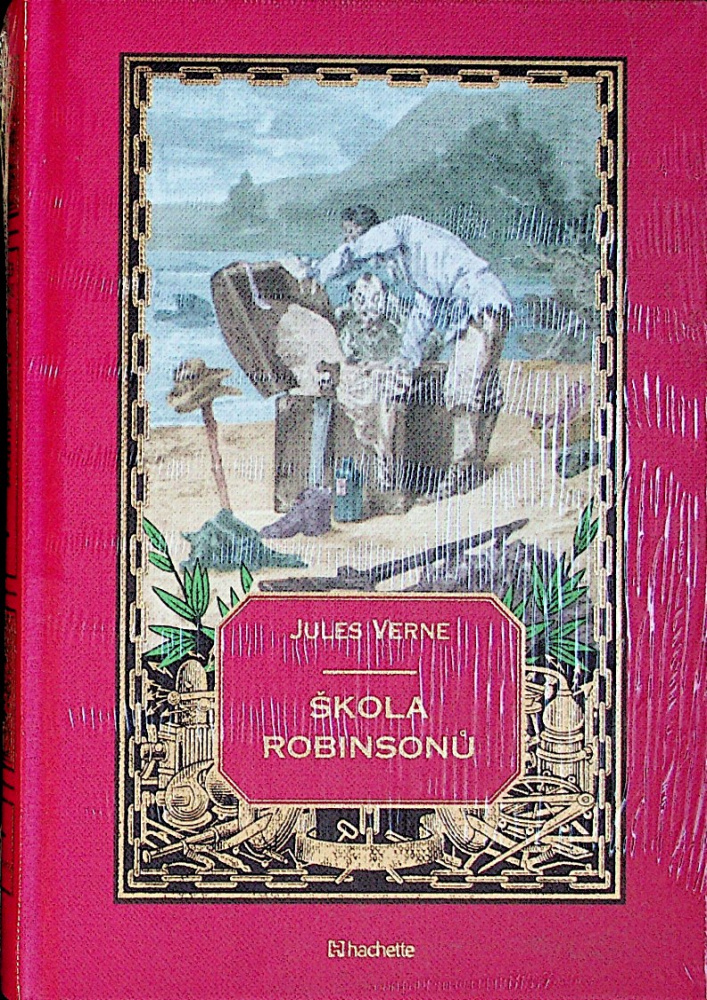 JULES VERNE
ŠKOLA
ROBINSONŮ
hachette